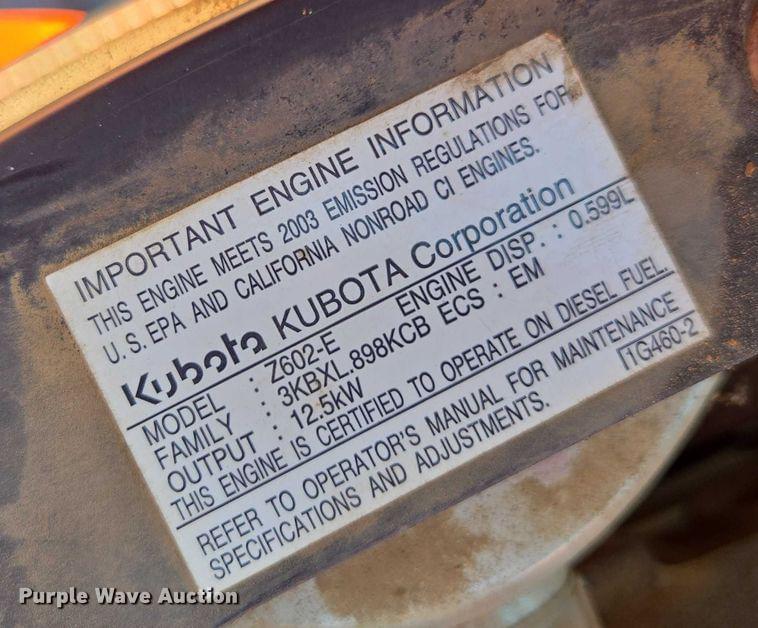 IMPORTANT ENGINE INFORMATION
THIS ENGINE MEETS 2003 EMISSION REGULATIONS FOR
U.S.EPA AND CALIFORNIA NONROAD CI ENGINES.
Kubota KUBOTA Corporation
MODEL : Z602-E ENGINE DISP. : 0.599L
FAMILY : 3KBXL.898KCB ECS : EM
OUTPUT : 12.5kW
THIS ENGINE IS CERTIFIED TO OPERATE ON DIESEL FUEL.
REFER TO OPERATOR'S MANUAL FOR MAINTENANCE
SPECIFICATIONS AND ADJUSTMENTS.
1G460-2
Purple Wave Auction